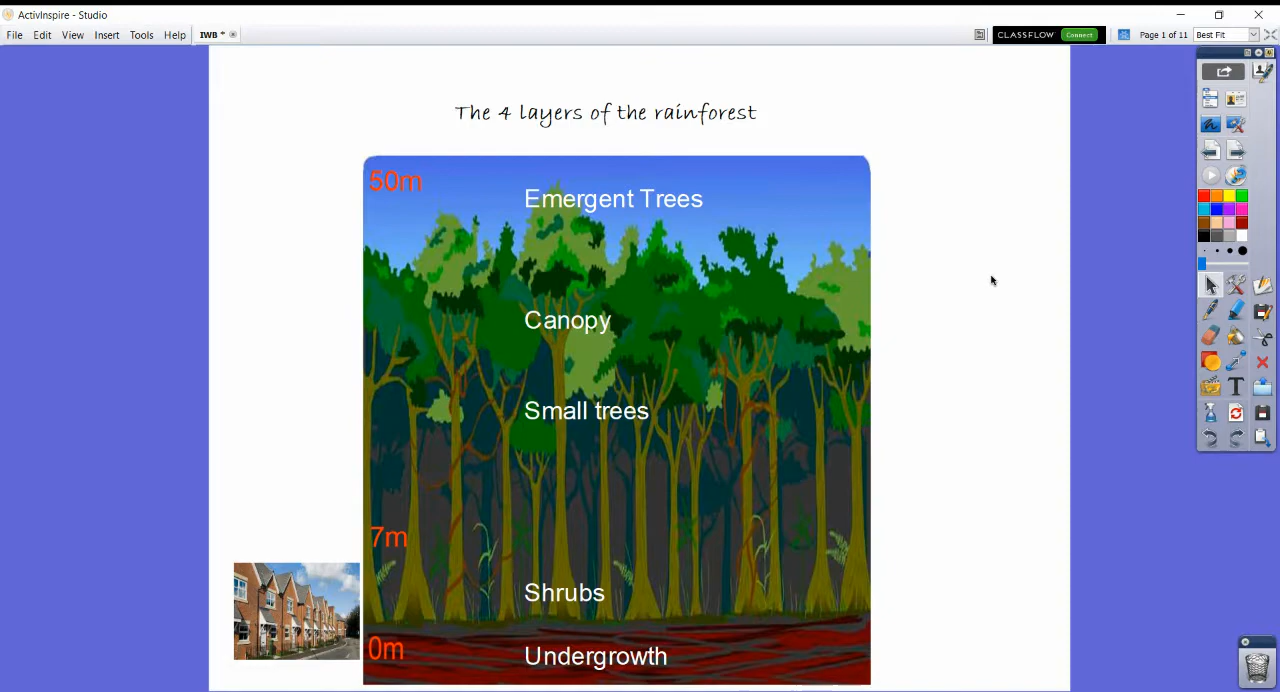 ActivInspire - Studio
File Edit View Insert Tools Help IWB * CLASSFLOW Connect Page 1 of 11 Best Fit
The 4 layers of the rainforest
50m
Emergent Trees
Canopy
Small trees
7m
Shrubs
0m
Undergrowth